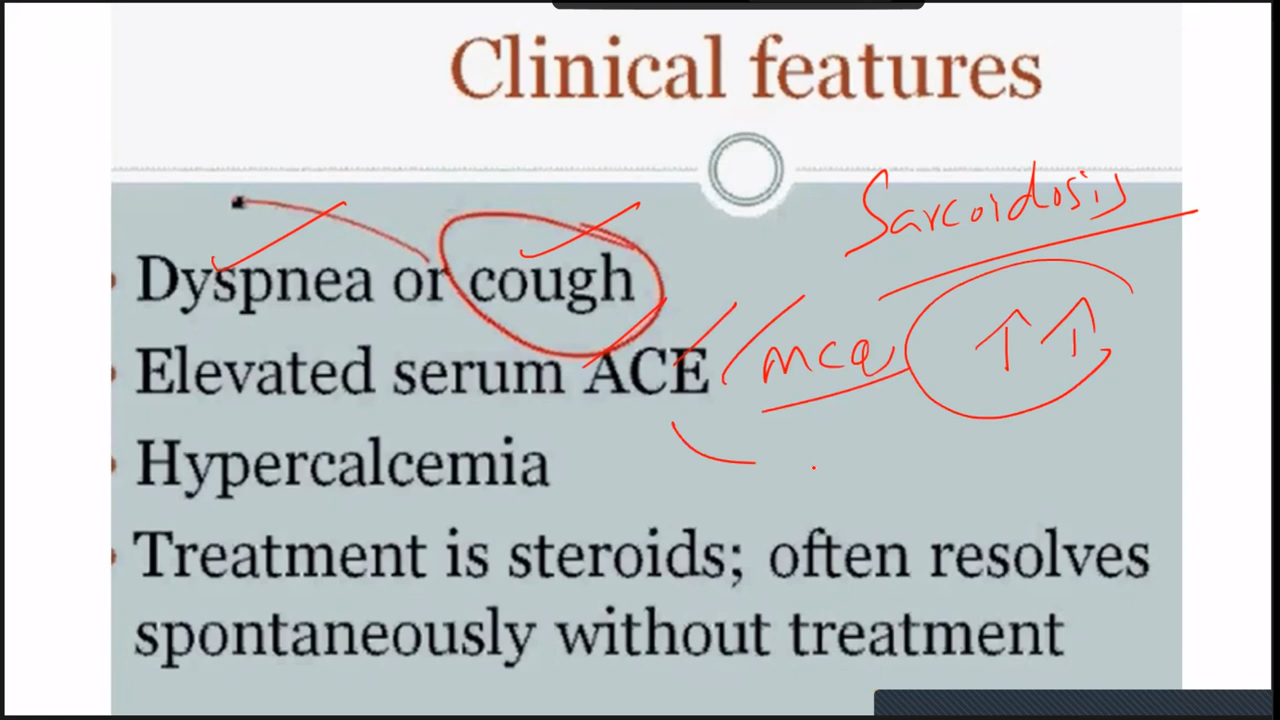 Clinical features
Sarcoidosis
Dyspnea or cough
Elevated serum ACE
MCQ ↑↑
Hypercalcemia
Treatment is steroids; often resolves
spontaneously without treatment